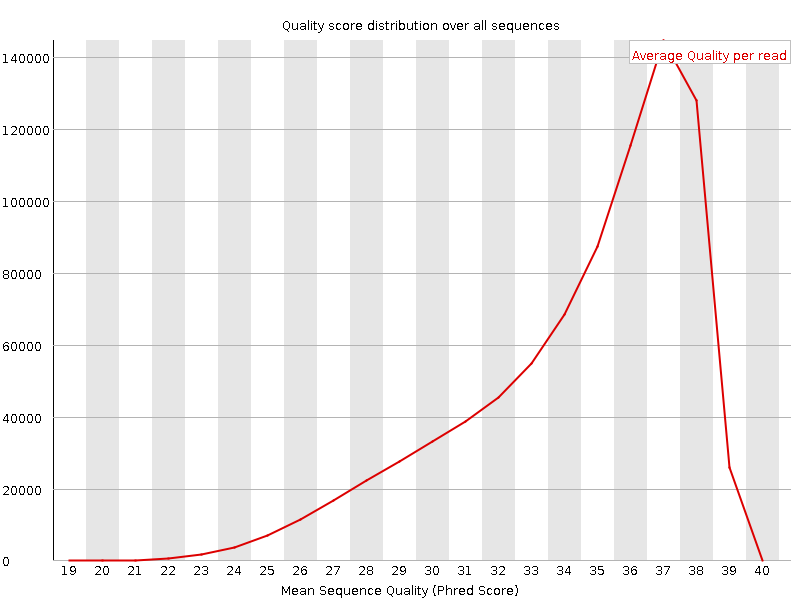 Quality score distribution over all sequences
Average Quality per read
140000
120000
100000
80000
60000
40000
20000
0
19 20 21 22 23 24 25 26 27 28 29 30 31 32 33 34 35 36 37 38 39 40
Mean Sequence Quality (Phred Score)